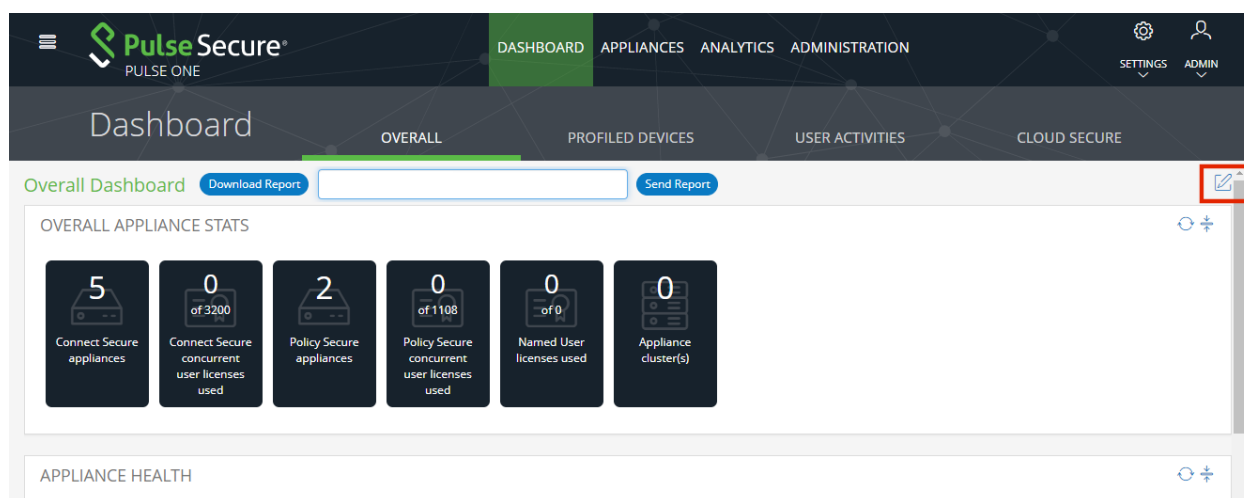 Pulse Secure®
PULSE ONE
DASHBOARD APPLIANCES ANALYTICS ADMINISTRATION
SETTINGS ADMIN
Dashboard
OVERALL PROFILED DEVICES USER ACTIVITIES CLOUD SECURE
Overall Dashboard Download Report Send Report
OVERALL APPLIANCE STATS
5
Connect Secure
appliances
0
of 3200
Connect Secure
concurrent
user licenses
used
2
Policy Secure
appliances
0
of 1108
Policy Secure
concurrent
user licenses
used
0
of 0
Named User
licenses used
0
Appliance
cluster(s)
APPLIANCE HEALTH